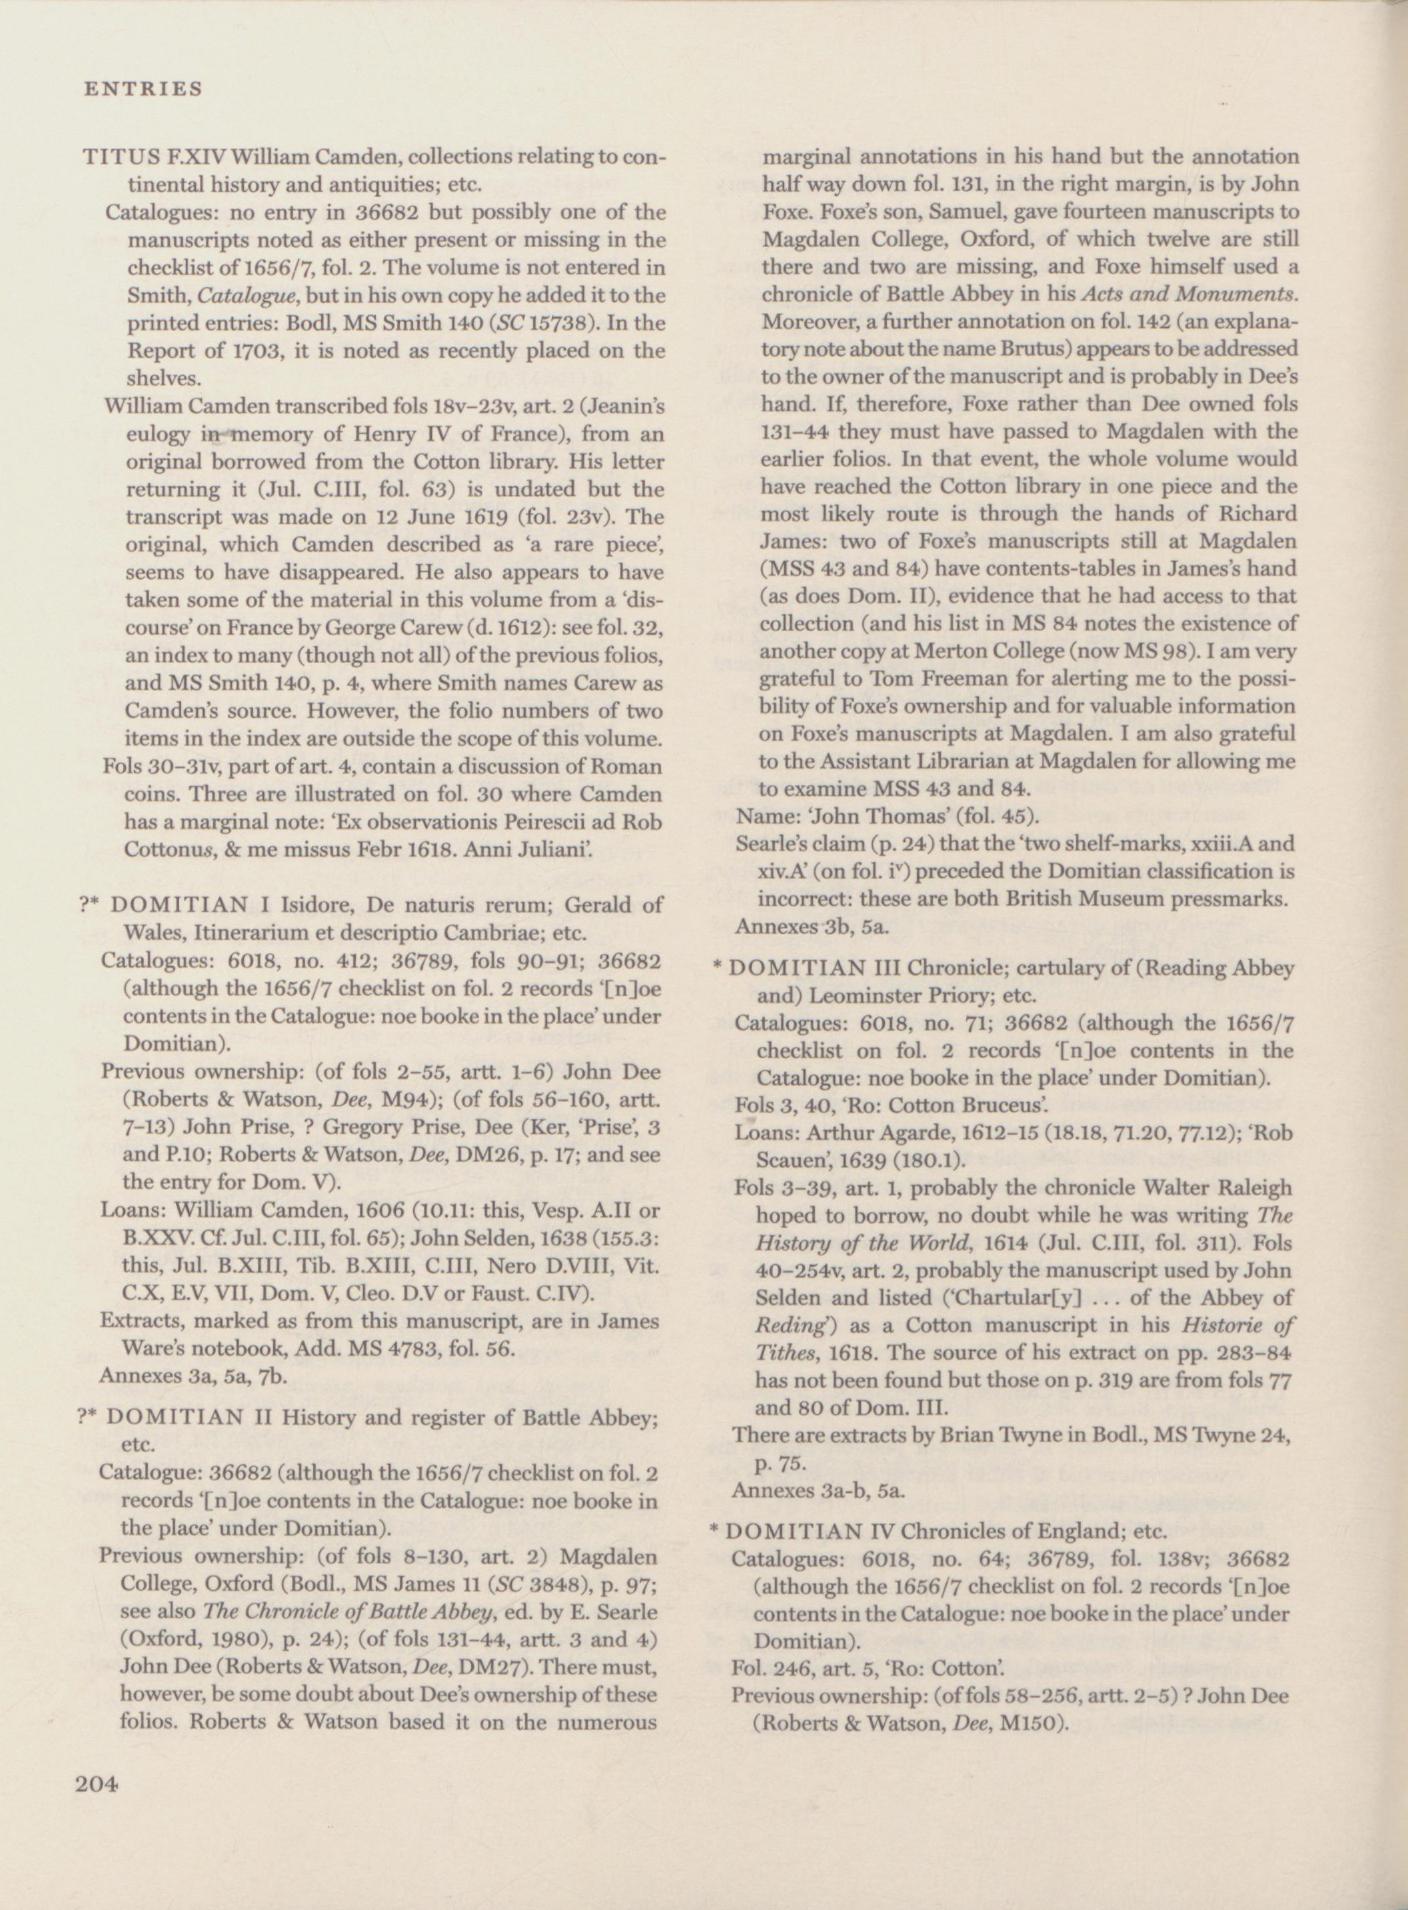 ENTRIES
TITUS F.XIV William Camden, collections relating to con-
tinental history and antiquities; etc.
Catalogues: no entry in 36682 but possibly one of the
manuscripts noted as either present or missing in the
checklist of 1656/7, fol. 2. The volume is not entered in
Smith, Catalogue, but in his own copy he added it to the
printed entries: Bodl, MS Smith 140 (SC 15738). In the
Report of 1703, it is noted as recently placed on the
shelves.
William Camden transcribed fols 18v–23v, art. 2 (Jeanin's
eulogy in memory of Henry IV of France), from an
original borrowed from the Cotton library. His letter
returning it (Jul. C.III, fol. 63) is undated but the
transcript was made on 12 June 1619 (fol. 23v). The
original, which Camden described as ‘a rare piece’,
seems to have disappeared. He also appears to have
taken some of the material in this volume from a ‘dis-
course’ on France by George Carew (d. 1612): see fol. 32,
an index to many (though not all) of the previous folios,
and MS Smith 140, p. 4, where Smith names Carew as
Camden's source. However, the folio numbers of two
items in the index are outside the scope of this volume.
Fols 30–31v, part of art. 4, contain a discussion of Roman
coins. Three are illustrated on fol. 30 where Camden
has a marginal note: ‘Ex observationis Peirescii ad Rob
Cottonus, & me missus Febr 1618. Anni Juliani’.
?* DOMITIAN I Isidore, De naturis rerum; Gerald of
Wales, Itinerarium et descriptio Cambriae; etc.
Catalogues: 6018, no. 412; 36789, fols 90–91; 36682
(although the 1656/7 checklist on fol. 2 records ‘[n]oe
contents in the Catalogue: noe booke in the place’ under
Domitian).
Previous ownership: (of fols 2–55, artt. 1–6) John Dee
(Roberts & Watson, Dee, M94); (of fols 56–160, artt.
7–13) John Prise, ? Gregory Prise, Dee (Ker, ‘Prise’, 3
and P.10; Roberts & Watson, Dee, DM26, p. 17; and see
the entry for Dom. V).
Loans: William Camden, 1606 (10.11: this, Vesp. A.II or
B.XXV. Cf. Jul. C.III, fol. 65); John Selden, 1638 (155.3:
this, Jul. B.XIII, Tib. B.XIII, C.III, Nero D.VIII, Vit.
C.X, E.V, VII, Dom. V, Cleo. D.V or Faust. C.IV).
Extracts, marked as from this manuscript, are in James
Ware's notebook, Add. MS 4783, fol. 56.
Annexes 3a, 5a, 7b.
?* DOMITIAN II History and register of Battle Abbey;
etc.
Catalogue: 36682 (although the 1656/7 checklist on fol. 2
records ‘[n]oe contents in the Catalogue: noe booke in
the place’ under Domitian).
Previous ownership: (of fols 8–130, art. 2) Magdalen
College, Oxford (Bodl., MS James 11 (SC 3848), p. 97;
see also The Chronicle of Battle Abbey, ed. by E. Searle
(Oxford, 1980), p. 24); (of fols 131–44, artt. 3 and 4)
John Dee (Roberts & Watson, Dee, DM27). There must,
however, be some doubt about Dee's ownership of these
folios. Roberts & Watson based it on the numerous
marginal annotations in his hand but the annotation
half way down fol. 131, in the right margin, is by John
Foxe. Foxe's son, Samuel, gave fourteen manuscripts to
Magdalen College, Oxford, of which twelve are still
there and two are missing, and Foxe himself used a
chronicle of Battle Abbey in his Acts and Monuments.
Moreover, a further annotation on fol. 142 (an explana-
tory note about the name Brutus) appears to be addressed
to the owner of the manuscript and is probably in Dee's
hand. If, therefore, Foxe rather than Dee owned fols
131–44 they must have passed to Magdalen with the
earlier folios. In that event, the whole volume would
have reached the Cotton library in one piece and the
most likely route is through the hands of Richard
James: two of Foxe's manuscripts still at Magdalen
(MSS 43 and 84) have contents-tables in James's hand
(as does Dom. II), evidence that he had access to that
collection (and his list in MS 84 notes the existence of
another copy at Merton College (now MS 98). I am very
grateful to Tom Freeman for alerting me to the possi-
bility of Foxe's ownership and for valuable information
on Foxe's manuscripts at Magdalen. I am also grateful
to the Assistant Librarian at Magdalen for allowing me
to examine MSS 43 and 84.
Name: ‘John Thomas’ (fol. 45).
Searle's claim (p. 24) that the ‘two shelf-marks, xxiii.A and
xiv.A’ (on fol. iv) preceded the Domitian classification is
incorrect: these are both British Museum pressmarks.
Annexes 3b, 5a.
* DOMITIAN III Chronicle; cartulary of (Reading Abbey
and) Leominster Priory; etc.
Catalogues: 6018, no. 71; 36682 (although the 1656/7
checklist on fol. 2 records ‘[n]oe contents in the
Catalogue: noe booke in the place’ under Domitian).
Fols 3, 40, ‘Ro: Cotton Bruceus’.
Loans: Arthur Agarde, 1612–15 (18.18, 71.20, 77.12); ‘Rob
Scauen’, 1639 (180.1).
Fols 3–39, art. 1, probably the chronicle Walter Raleigh
hoped to borrow, no doubt while he was writing The
History of the World, 1614 (Jul. C.III, fol. 311). Fols
40–254v, art. 2, probably the manuscript used by John
Selden and listed (‘Chartular[y] ... of the Abbey of
Reding’) as a Cotton manuscript in his Historie of
Tithes, 1618. The source of his extract on pp. 283–84
has not been found but those on p. 319 are from fols 77
and 80 of Dom. III.
There are extracts by Brian Twyne in Bodl., MS Twyne 24,
p. 75.
Annexes 3a-b, 5a.
* DOMITIAN IV Chronicles of England; etc.
Catalogues: 6018, no. 64; 36789, fol. 138v; 36682
(although the 1656/7 checklist on fol. 2 records ‘[n]oe
contents in the Catalogue: noe booke in the place’ under
Domitian).
Fol. 246, art. 5, ‘Ro: Cotton’.
Previous ownership: (of fols 58–256, artt. 2–5) ? John Dee
(Roberts & Watson, Dee, M150).
204